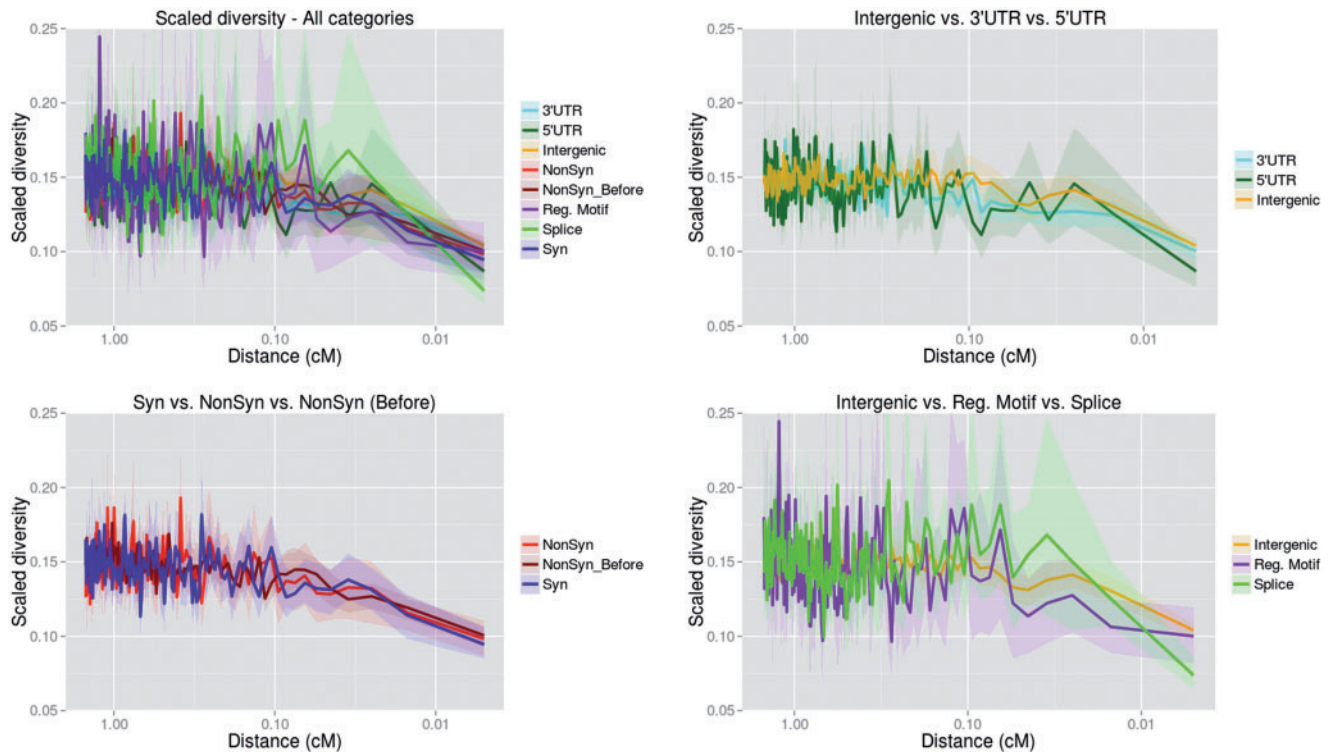 Scaled diversity - All categories
0.25
0.20
0.15
0.10
0.05
Scaled diversity
1.00
0.10
0.01
Distance (cM)
3'UTR
5'UTR
Intergenic
NonSyn
NonSyn_Before
Reg. Motif
Splice
Syn
Intergenic vs. 3'UTR vs. 5'UTR
0.25
0.20
0.15
0.10
0.05
Scaled diversity
1.00
0.10
0.01
Distance (cM)
3'UTR
5'UTR
Intergenic
Syn vs. NonSyn vs. NonSyn (Before)
0.25
0.20
0.15
0.10
0.05
Scaled diversity
1.00
0.10
0.01
Distance (cM)
NonSyn
NonSyn_Before
Syn
Intergenic vs. Reg. Motif vs. Splice
0.25
0.20
0.15
0.10
0.05
Scaled diversity
1.00
0.10
0.01
Distance (cM)
Intergenic
Reg. Motif
Splice